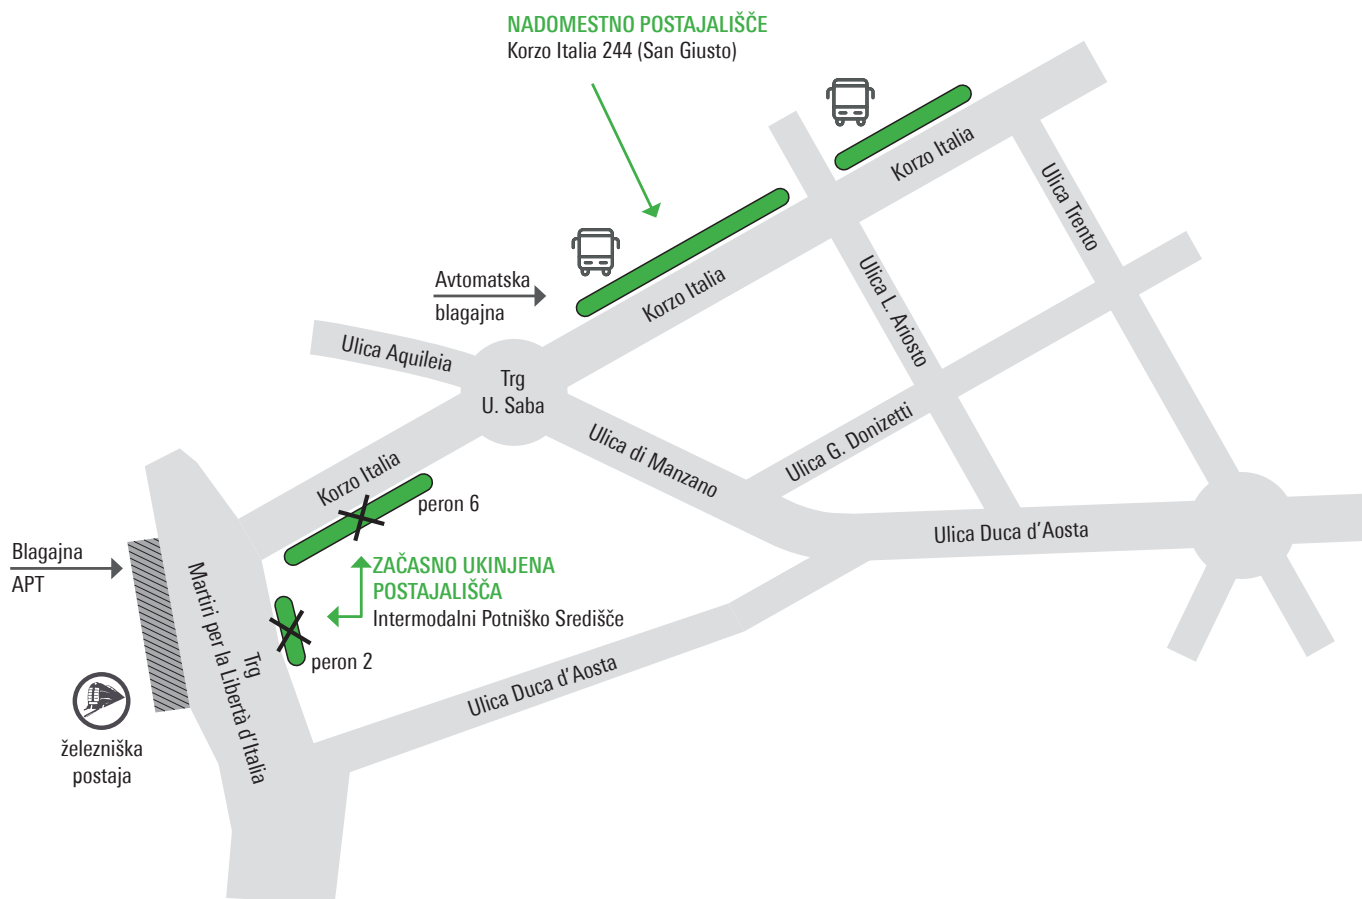 NADOMESTNO POSTAJALIŠČE
Korzo Italia 244 (San Giusto)
Korzo Italia
Ulica Trento
Avtomatska
blagajna
Korzo Italia
Ulica L. Ariosto
Ulica Aquileia
Trg
U. Saba
Ulica di Manzano
Ulica G. Donizetti
Korzo Italia
peron 6
Ulica Duca d'Aosta
Blagajna
APT
ZAČASNO UKINJENA
POSTAJALIŠČA
Intermodalni Potniško Središče
peron 2
Trg
Martiri per la Libertà d'Italia
Ulica Duca d'Aosta
železniška
postaja